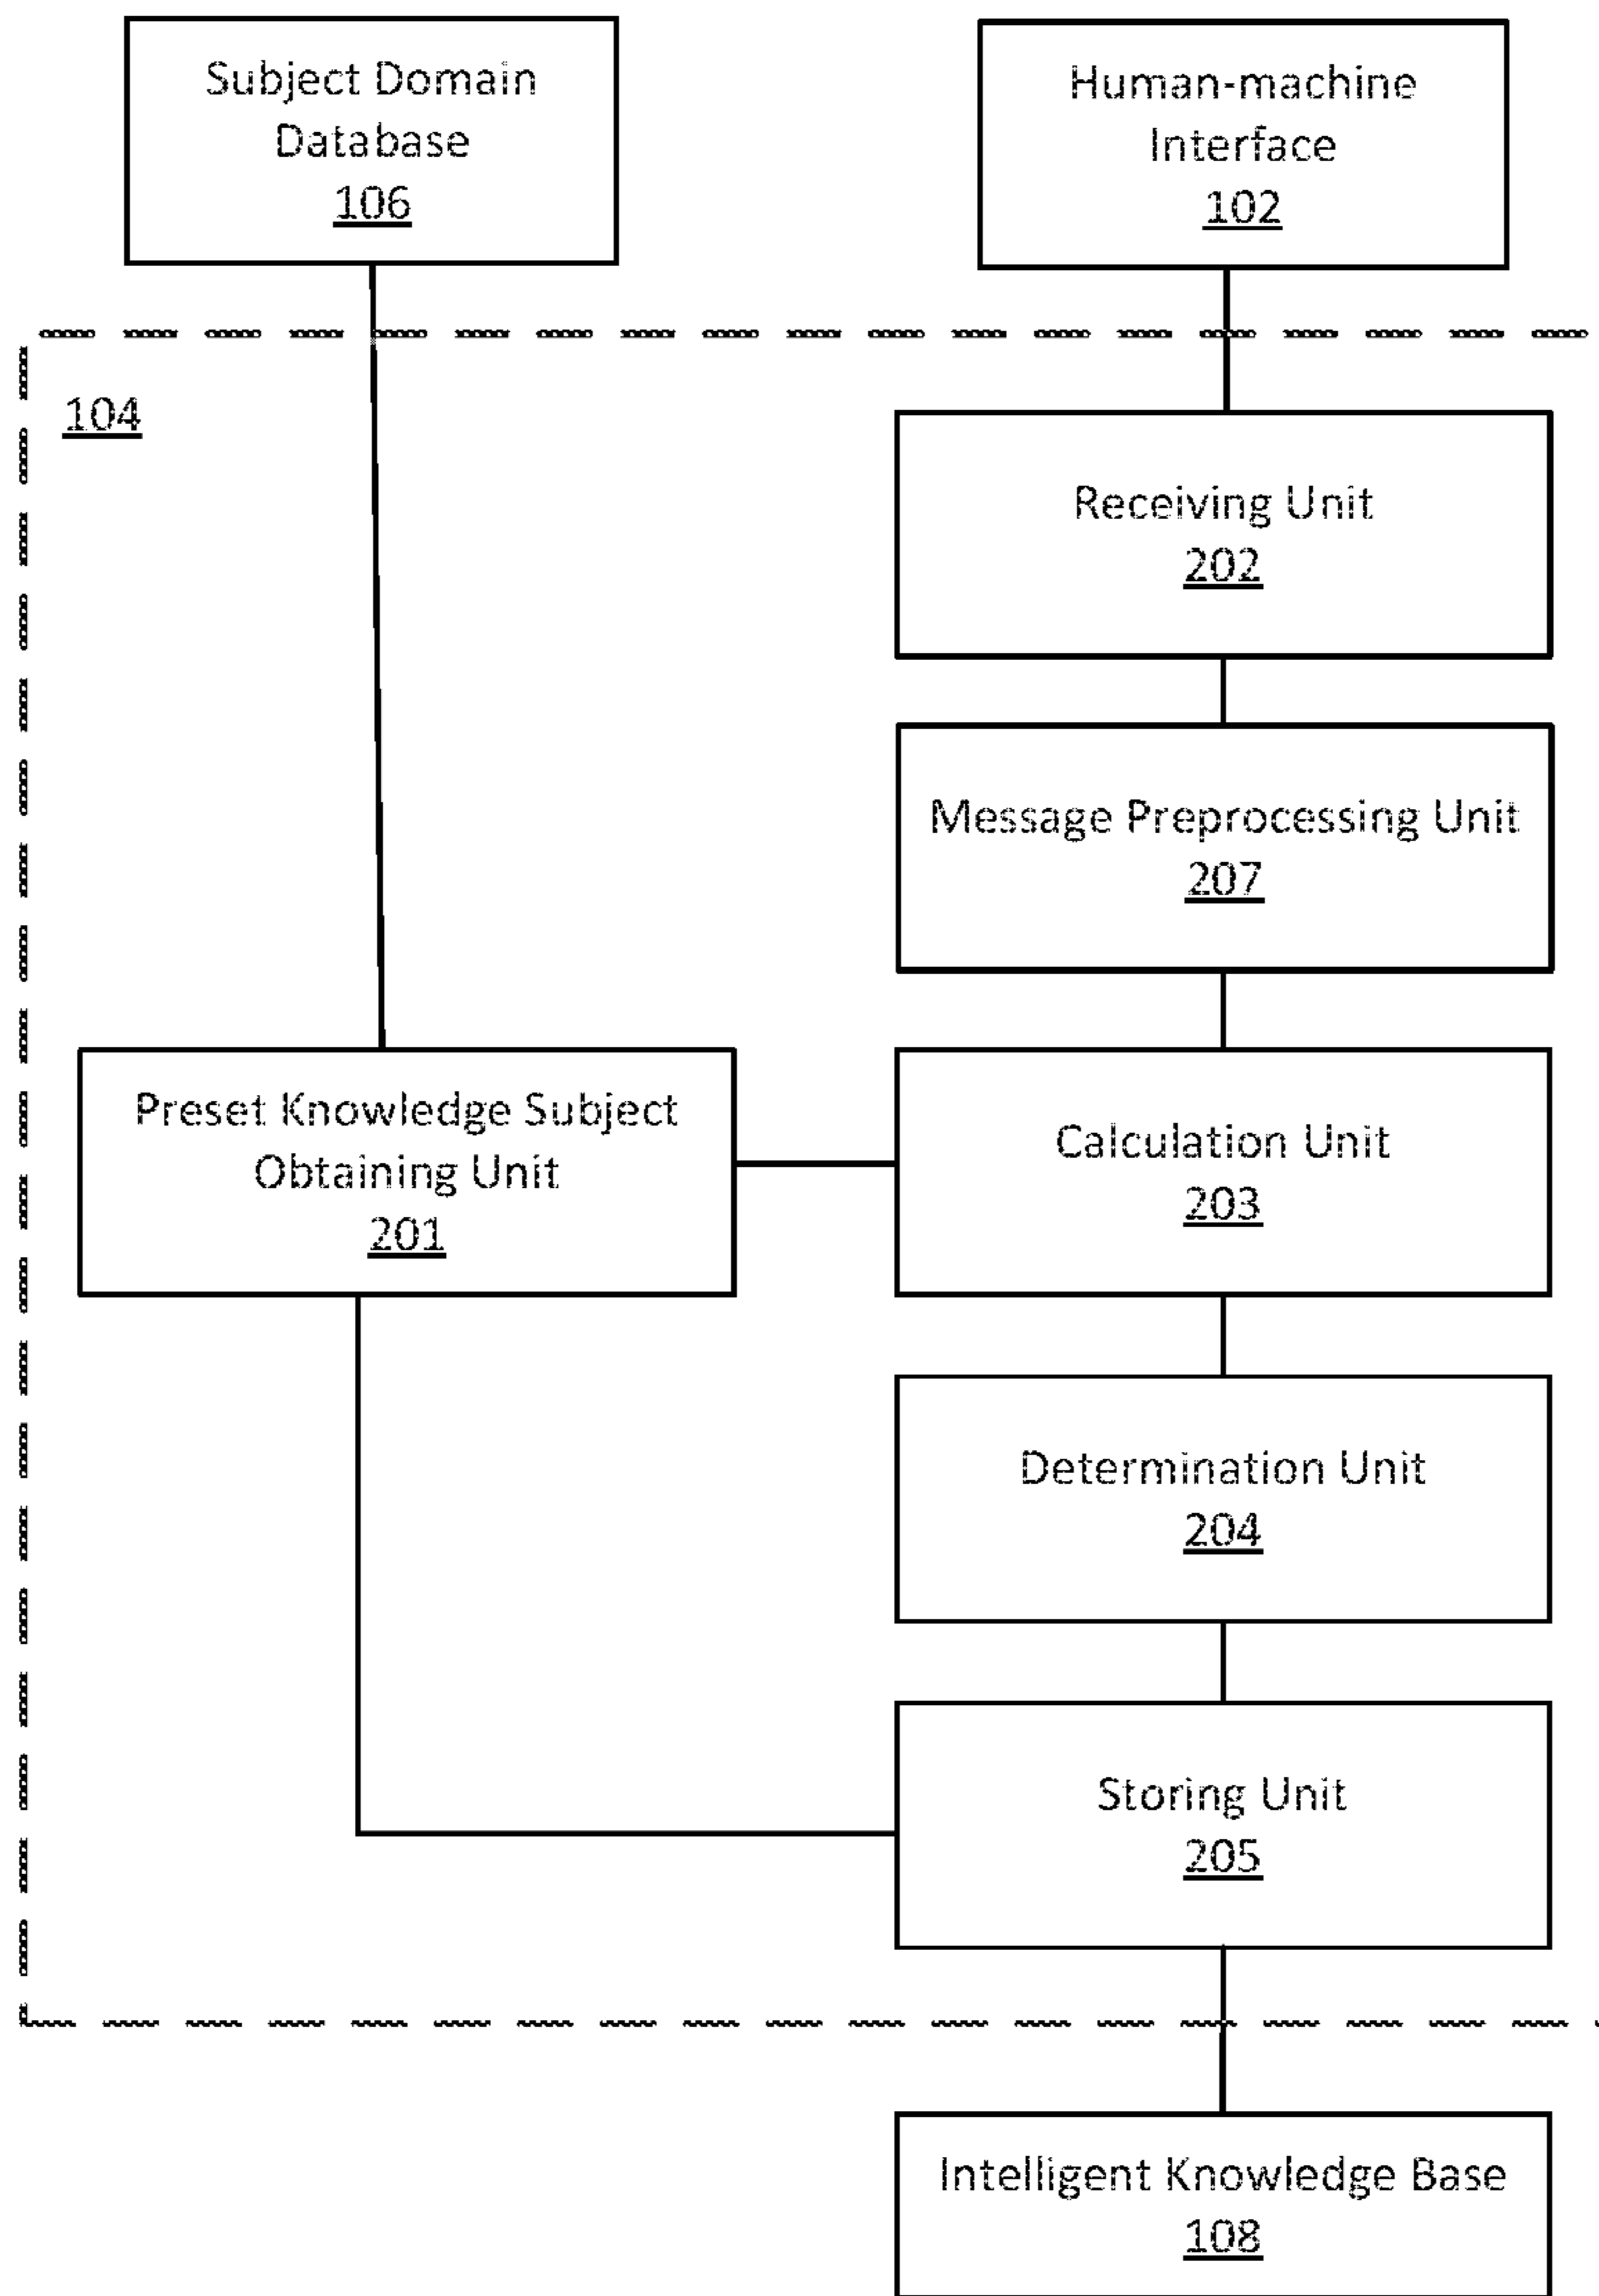 Subject Domain
Database
106
Human-machine
Interface
102
104
Receiving Unit
202
Message Preprocessing Unit
207
Preset Knowledge Subject
Obtaining Unit
201
Calculation Unit
203
Determination Unit
204
Storing Unit
205
Intelligent Knowledge Base
108